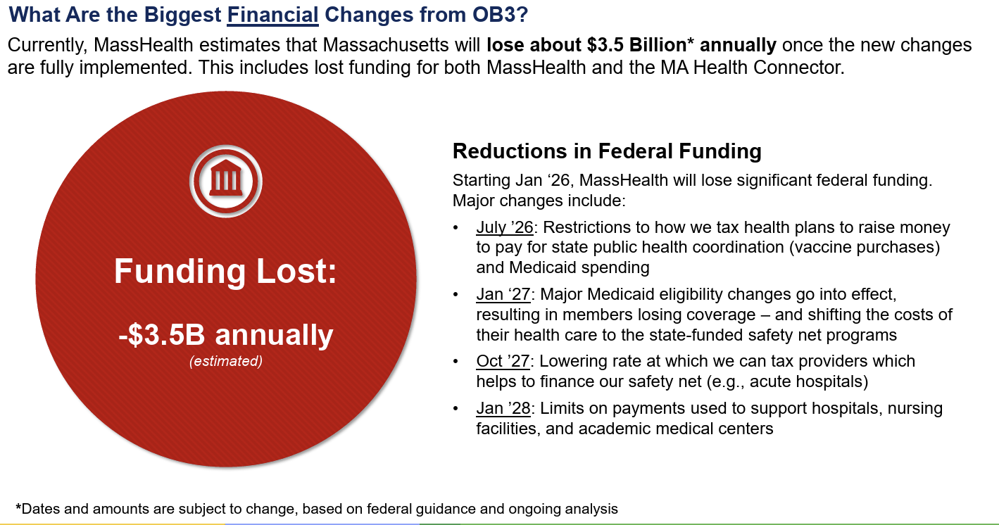 What Are the Biggest Financial Changes from OB3?
Currently, MassHealth estimates that Massachusetts will lose about $3.5 Billion* annually once the new changes
are fully implemented. This includes lost funding for both MassHealth and the MA Health Connector.
Funding Lost:
-$3.5B annually
(estimated)
Reductions in Federal Funding
Starting Jan ‘26, MassHealth will lose significant federal funding.
Major changes include:
• July ’26: Restrictions to how we tax health plans to raise money
to pay for state public health coordination (vaccine purchases)
and Medicaid spending
• Jan ‘27: Major Medicaid eligibility changes go into effect,
resulting in members losing coverage – and shifting the costs of
their health care to the state-funded safety net programs
• Oct ’27: Lowering rate at which we can tax providers which
helps to finance our safety net (e.g., acute hospitals)
• Jan ’28: Limits on payments used to support hospitals, nursing
facilities, and academic medical centers
*Dates and amounts are subject to change, based on federal guidance and ongoing analysis